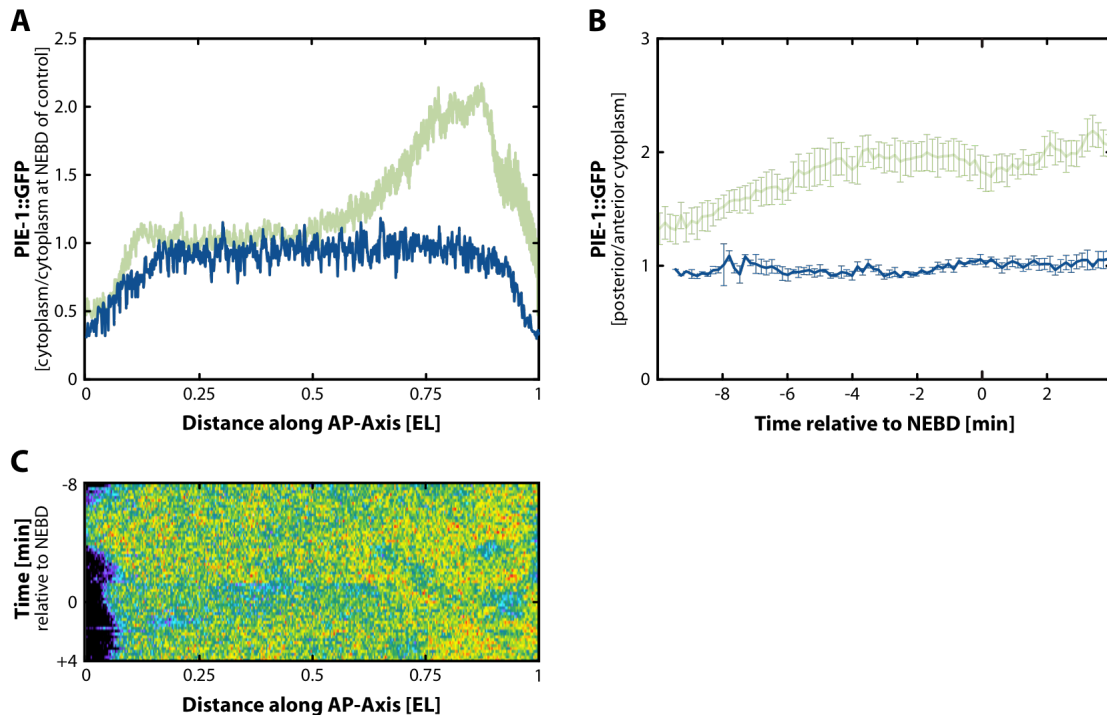 A
2.5
2.0
1.5
1.0
0.5
0
PIE-1::GFP
[cytoplasm/cytoplasm at NEBD of control]
0
0.25
0.5
0.75
1
Distance along AP-Axis [EL]
B
3
2
1
0
PIE-1::GFP
[posterior/anterior cytoplasm]
-8
-6
-4
-2
0
2
Time relative to NEBD [min]
C
-8
0
+4
Time [min]
relative to NEBD
0
0.25
0.5
0.75
1
Distance along AP-Axis [EL]